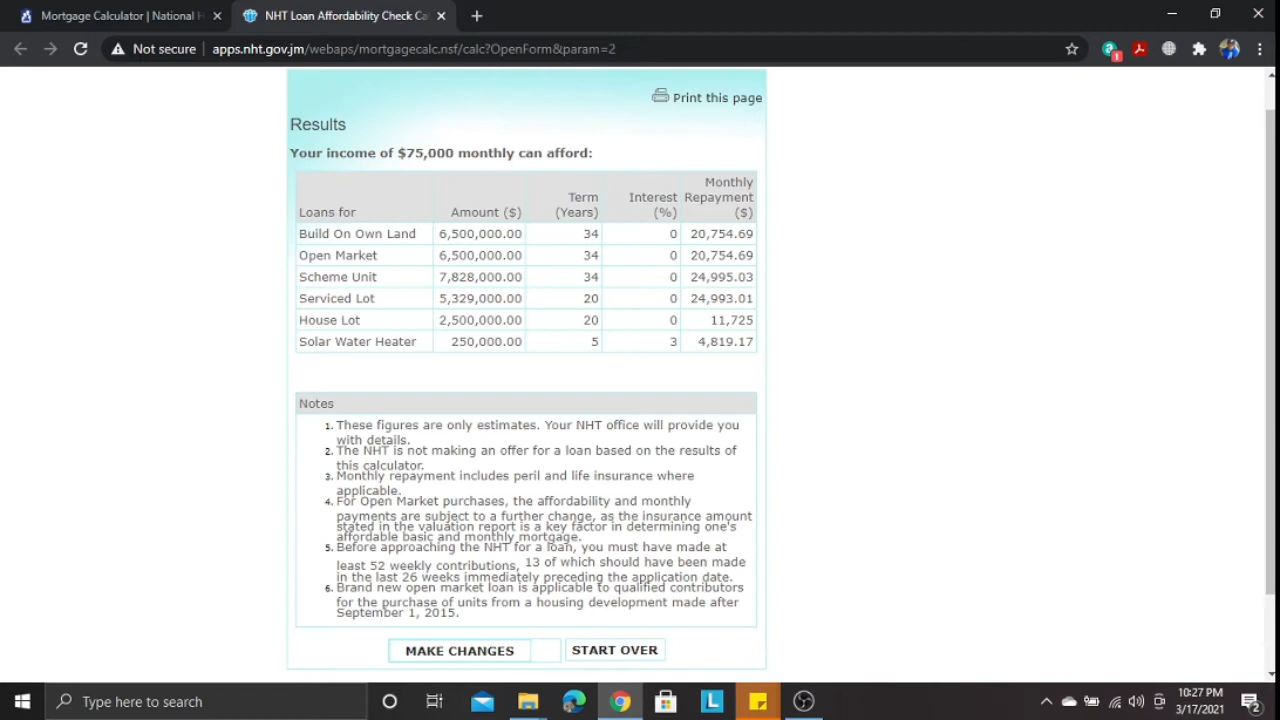 Mortgage Calculator | National H
NHT Loan Affordability Check Ca
Not secure
apps.nht.gov.jm/webaps/mortgagecalc.nsf/calc?OpenForm&param=2
1
Print this page
Results
Your income of $75,000 monthly can afford:
Loans for Amount ($) Term (Years) Interest (%) Monthly Repayment ($)
Build On Own Land 6,500,000.00 34 0 20,754.69
Open Market 6,500,000.00 34 0 20,754.69
Scheme Unit 7,828,000.00 34 0 24,995.03
Serviced Lot 5,329,000.00 20 0 24,993.01
House Lot 2,500,000.00 20 0 11,725
Solar Water Heater 250,000.00 5 3 4,819.17
Notes
1. These figures are only estimates. Your NHT office will provide you
with details.
2. The NHT is not making an offer for a loan based on the results of
this calculator.
3. Monthly repayment includes peril and life insurance where
applicable.
4. For Open Market purchases, the affordability and monthly
payments are subject to a further change, as the insurance amount
stated in the valuation report is a key factor in determining one's
affordable basic and monthly mortgage.
5. Before approaching the NHT for a loan, you must have made at
least 52 weekly contributions, 13 of which should have been made
in the last 26 weeks immediately preceding the application date.
6. Brand new open market loan is applicable to qualified contributors
for the purchase of units from a housing development made after
September 1, 2015.
MAKE CHANGES
START OVER
Type here to search
L
10:27 PM
3/17/2021
2